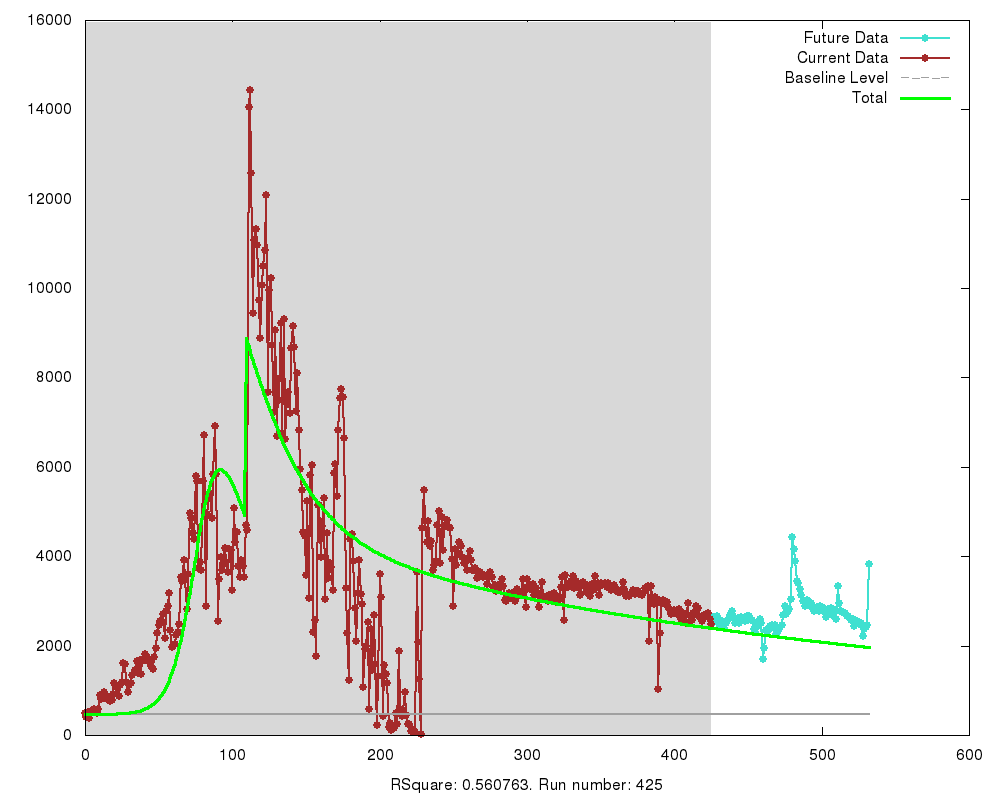 16000
14000
12000
10000
8000
6000
4000
2000
0
Future Data
Current Data
Baseline Level
Total
0 100 200 300 400 500 600
RSquare: 0.560763. Run number: 425